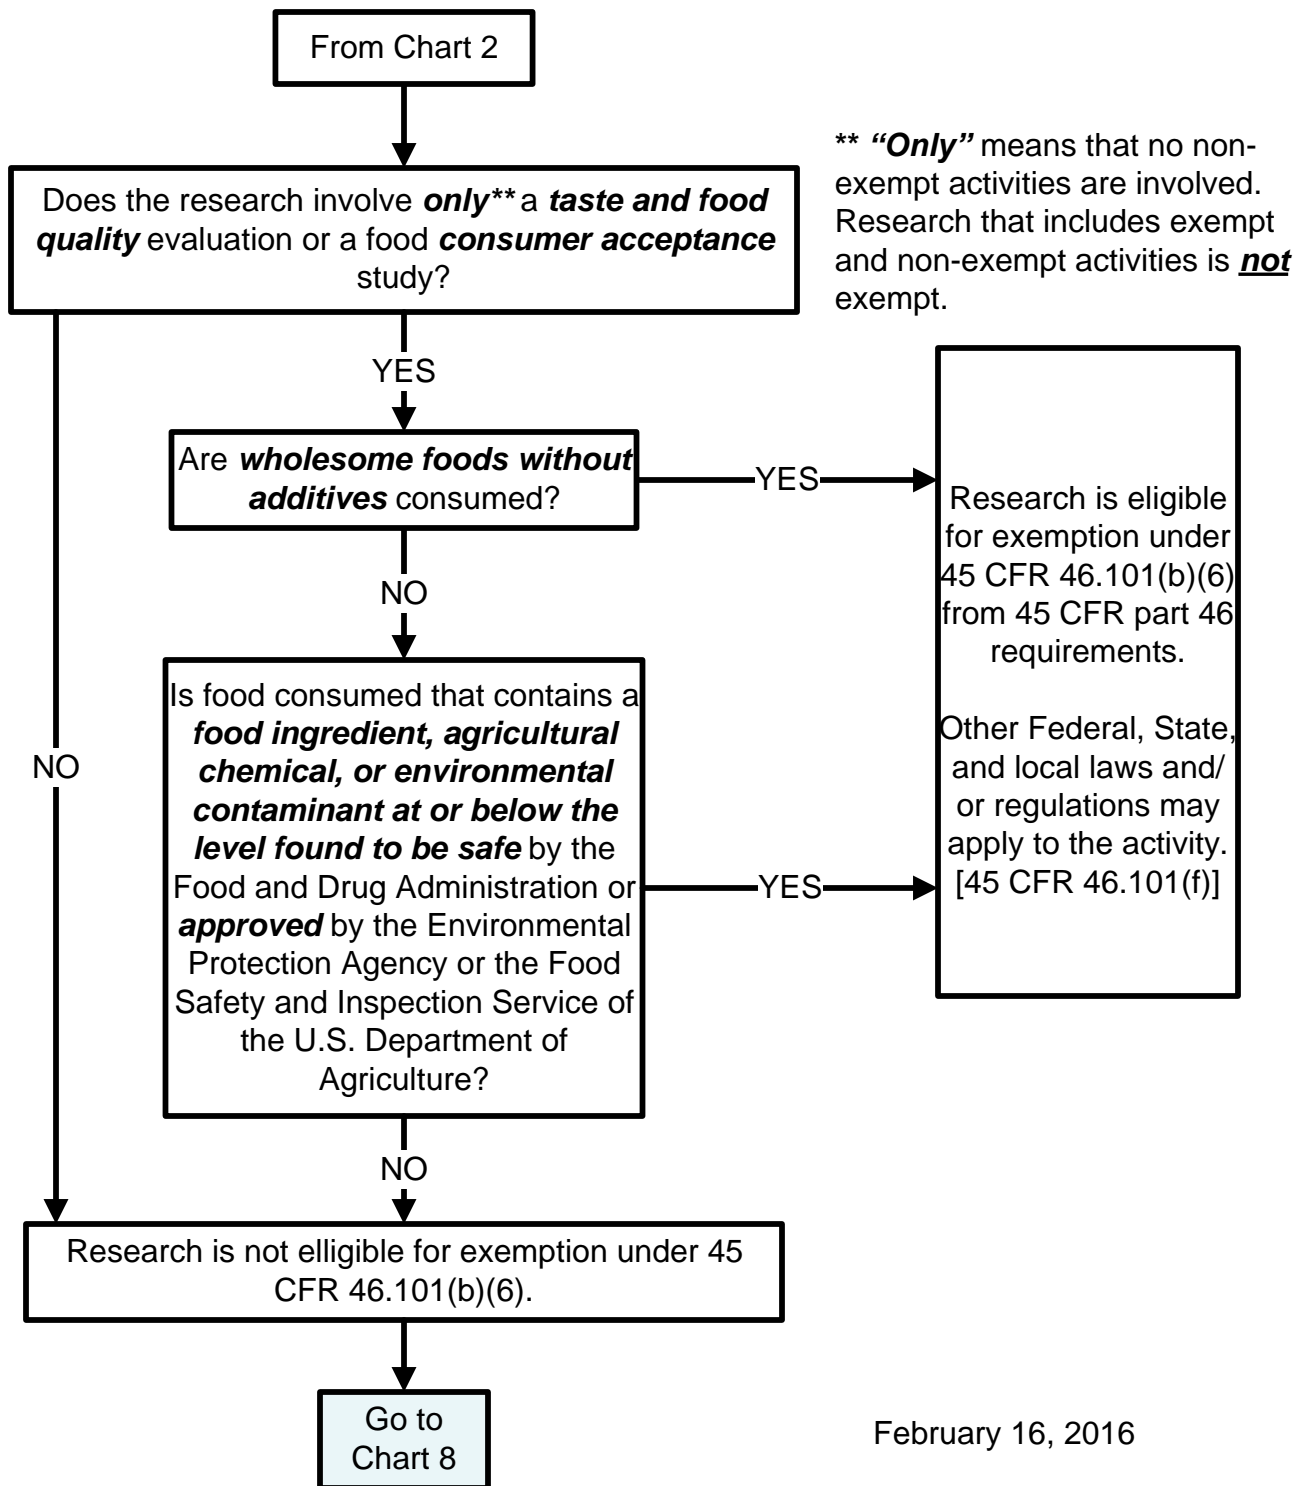 From Chart 2
** “Only” means that no non-
exempt activities are involved.
Research that includes exempt
and non-exempt activities is not
exempt.
Does the research involve only** a taste and food
quality evaluation or a food consumer acceptance
study?
YES
Are wholesome foods without
additives consumed?
YES
NO
Is food consumed that contains a
food ingredient, agricultural
chemical, or environmental
contaminant at or below the
level found to be safe by the
Food and Drug Administration or
approved by the Environmental
Protection Agency or the Food
Safety and Inspection Service of
the U.S. Department of
Agriculture?
YES
Research is eligible
for exemption under
45 CFR 46.101(b)(6)
from 45 CFR part 46
requirements.
Other Federal, State,
and local laws and/
or regulations may
apply to the activity.
[45 CFR 46.101(f)]
NO
NO
Research is not elligible for exemption under 45
CFR 46.101(b)(6).
Go to
Chart 8
February 16, 2016